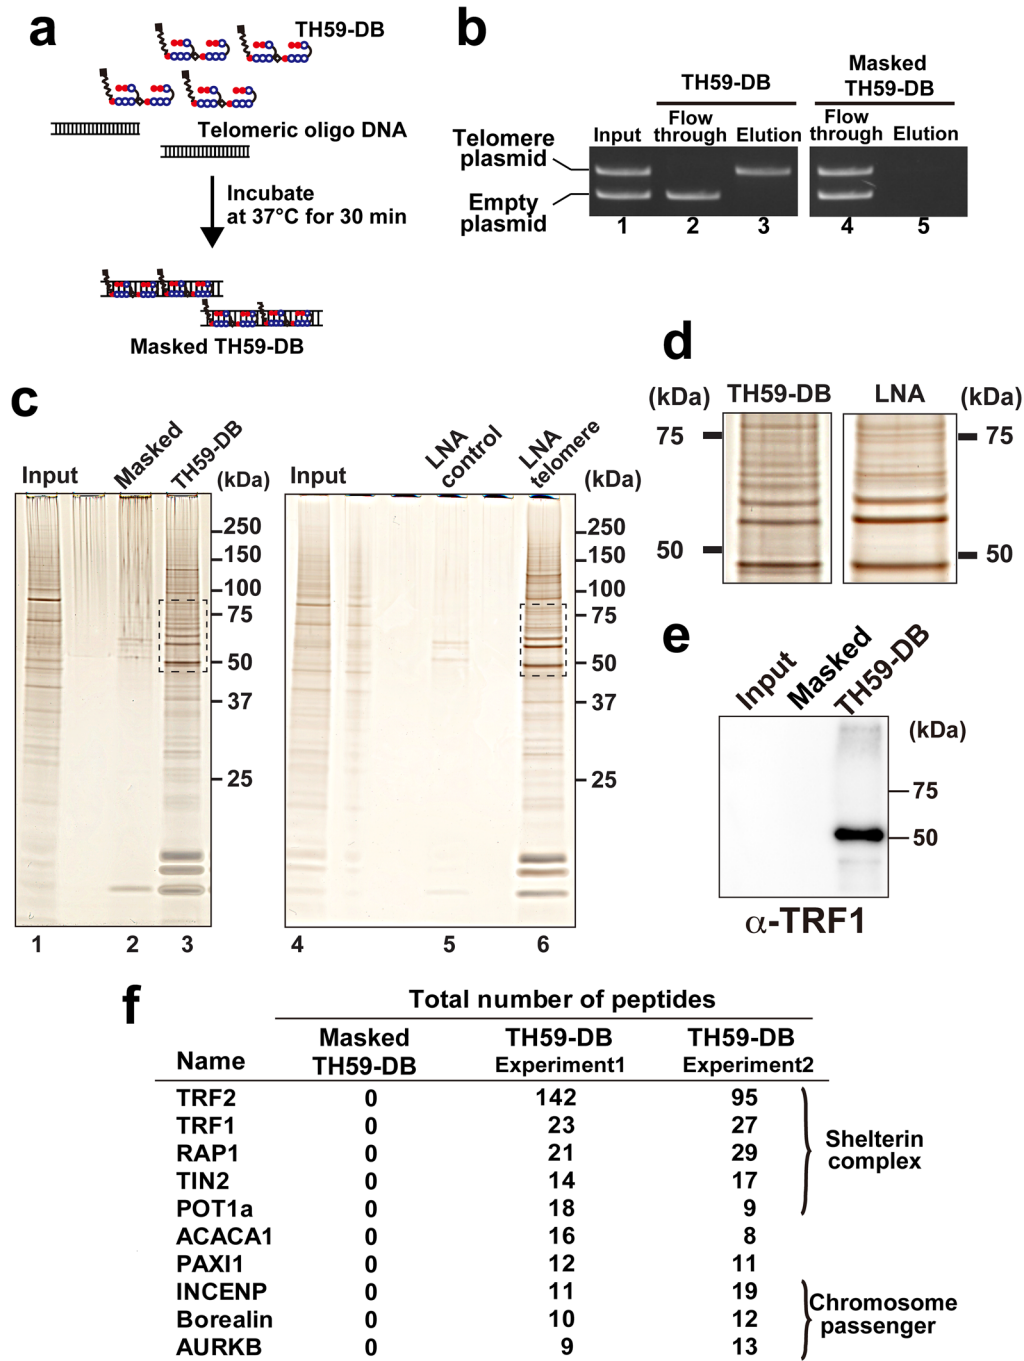 a
TH59-DB
Telomeric oligo DNA
Incubate
at 37°C for 30 min
Masked TH59-DB
b
TH59-DB
Masked
TH59-DB
Input
Flow
through
Elution
Flow
through
Elution
Telomere
plasmid
Empty
plasmid
1 2 3 4 5
c
Input
Masked
TH59-DB
(kDa)
250
150
100
75
50
37
25
1 2 3
Input
LNA
control
LNA
telomere
(kDa)
250
150
100
75
50
37
25
4 5 6
d
(kDa) TH59-DB LNA (kDa)
75 75
50 50
e
Input
Masked
TH59-DB
(kDa)
75
50
α-TRF1
f
Total number of peptides
Name
Masked
TH59-DB
TH59-DB
Experiment1
TH59-DB
Experiment2
TRF2 0 142 95
TRF1 0 23 27
RAP1 0 21 29
TIN2 0 14 17
POT1a 0 18 9
Shelterin
complex
ACACA1 0 16 8
PAXI1 0 12 11
INCENP 0 11 19
Borealin 0 10 12
AURKB 0 9 13
Chromosome
passenger